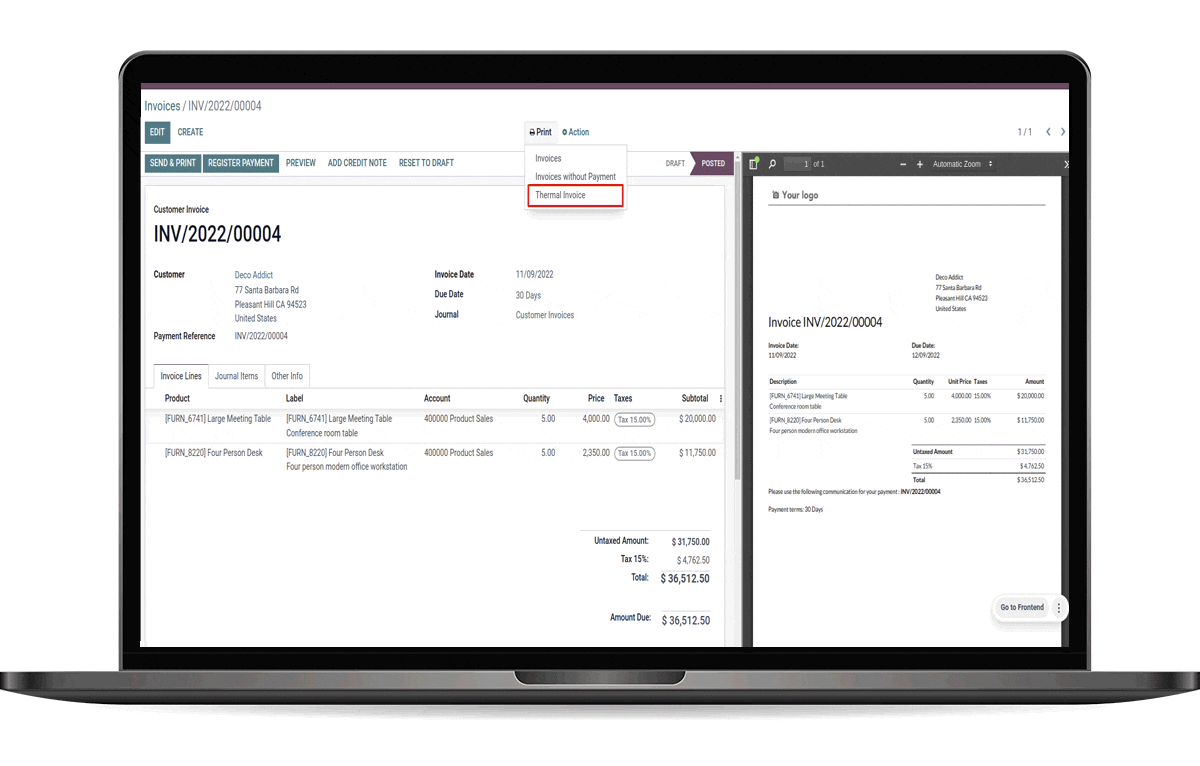 Invoices / INV/2022/00004
EDIT CREATE
Print Action
1 / 1
SEND & PRINT REGISTER PAYMENT PREVIEW ADD CREDIT NOTE RESET TO DRAFT
Invoices
Invoices without Payment
Thermal Invoice
DRAFT POSTED
Customer Invoice
INV/2022/00004
Customer
Deco Addict
77 Santa Barbara Rd
Pleasant Hill CA 94523
United States
Payment Reference INV/2022/00004
Invoice Date 11/09/2022
Due Date 30 Days
Journal Customer Invoices
Invoice Lines Journal Items Other Info
Product Label Account Quantity Price Taxes Subtotal
[FURN_6741] Large Meeting Table [FURN_6741] Large Meeting Table 400000 Product Sales 5.00 4,000.00 Tax 15.00% $ 20,000.00
Conference room table
[FURN_8220] Four Person Desk [FURN_8220] Four Person Desk 400000 Product Sales 5.00 2,350.00 Tax 15.00% $ 11,750.00
Four person modern office workstation
Untaxed Amount: $ 31,750.00
Tax 15%: $ 4,762.50
Total: $ 36,512.50
Amount Due: $ 36,512.50
1 of 1 Automatic Zoom
Your logo
Deco Addict
77 Santa Barbara Rd
Pleasant Hill CA 94523
United States
Invoice INV/2022/00004
Invoice Date: Due Date:
11/09/2022 12/09/2022
Description Quantity Unit Price Taxes Amount
[FURN_6741] Large Meeting Table 5.00 4,000.00 15.00% $ 20,000.00
Conference room table
[FURN_8220] Four Person Desk 5.00 2,350.00 15.00% $ 11,750.00
Four person modern office workstation
Untaxed Amount $ 31,750.00
Tax 15% $ 4,762.50
Total $ 36,512.50
Please use the following communication for your payment : INV/2022/00004
Payment terms: 30 Days
Go to Frontend